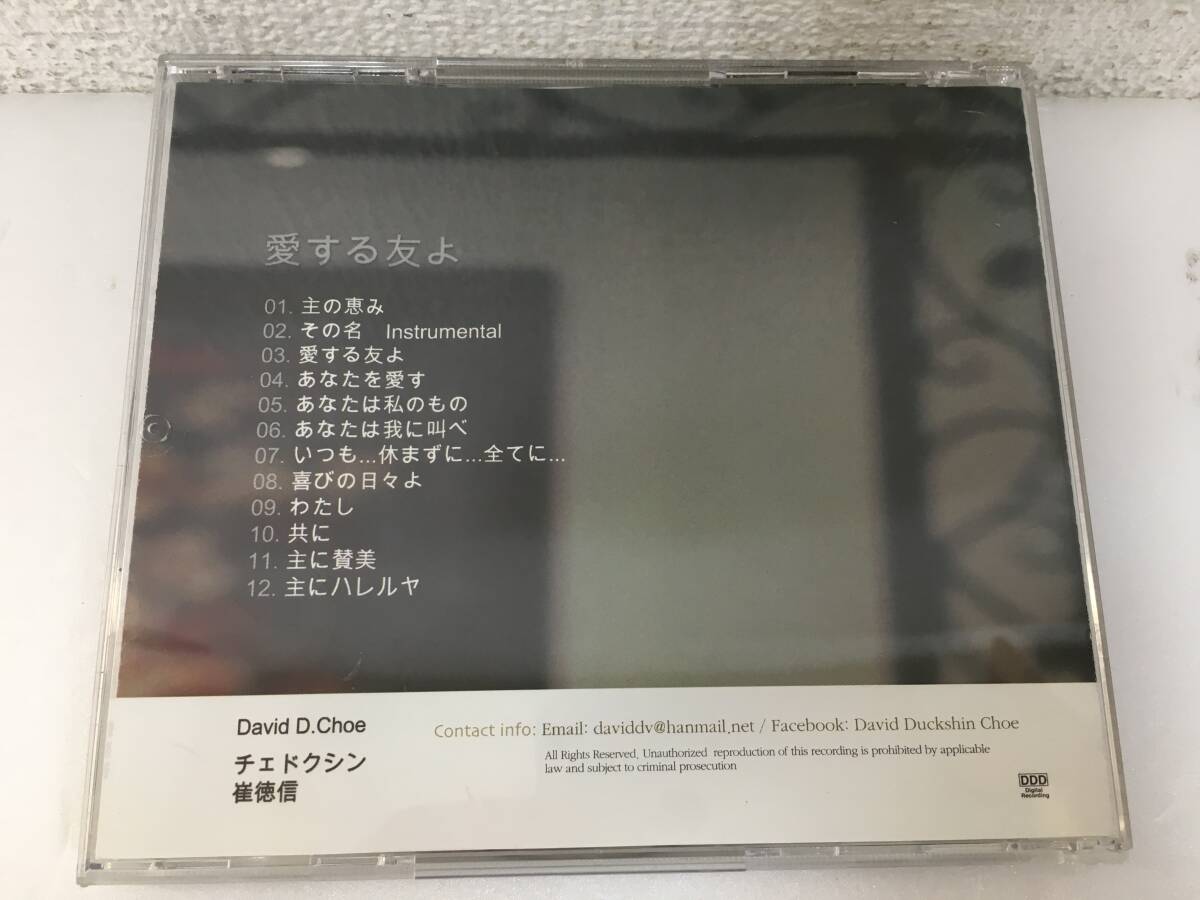 愛する友よ
01. 主の恵み
02. その名　Instrumental
03. 愛する友よ
04. あなたを愛す
05. あなたは私のもの
06. あなたは我に叫べ
07. いつも...休まずに...全てに...
08. 喜びの日々よ
09. わたし
10. 共に
11. 主に賛美
12. 主にハレルヤ
David D.Choe
チェドクシン
崔徳信
Contact info: Email: daviddv@hanmail.net / Facebook: David Duckshin Choe
All Rights Reserved, Unauthorized reproduction of this recording is prohibited by applicable
law and subject to criminal prosecution
DDD
Digital
Recording